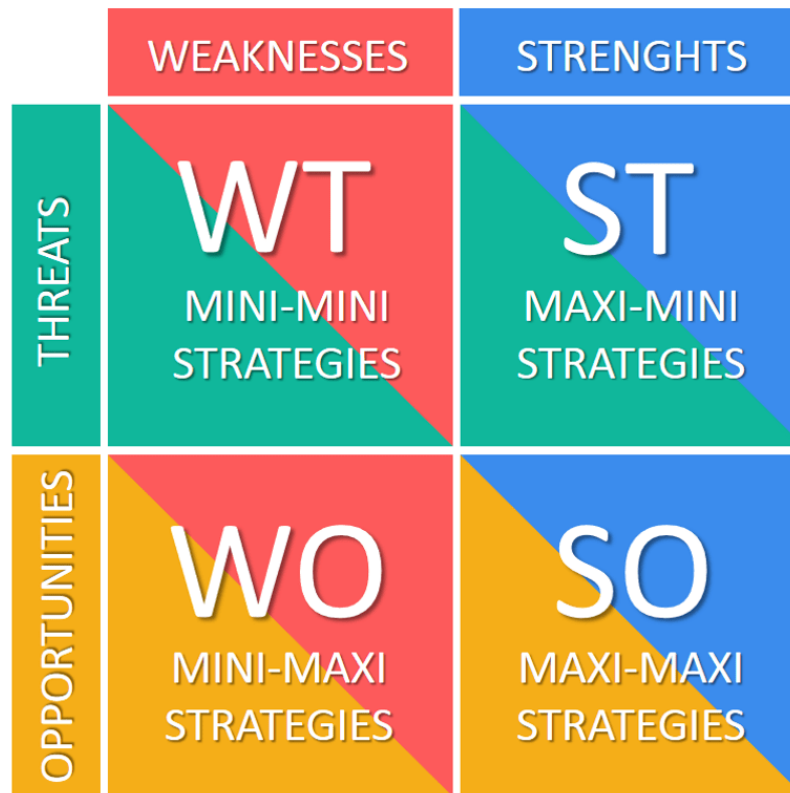 WEAKNESSES
STRENGHTS
THREATS
WT
MINI-MINI
STRATEGIES
ST
MAXI-MINI
STRATEGIES
OPPORTUNITIES
WO
MINI-MAXI
STRATEGIES
SO
MAXI-MAXI
STRATEGIES